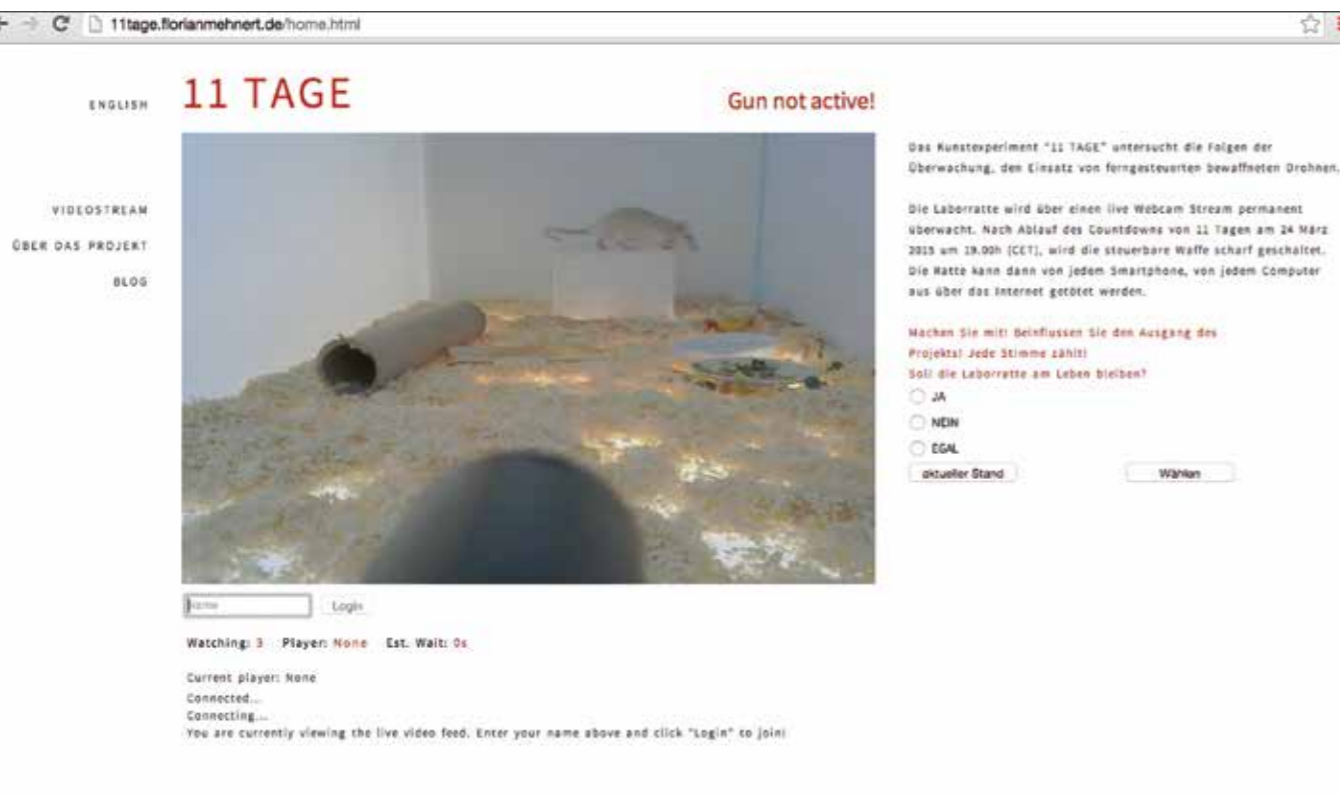 11tage.florianmehnert.de/home.html
ENGLISH
11 TAGE
Gun not active!
VIDEOSTREAM
ÜBER DAS PROJEKT
BLOG
Das Kunstexperiment "11 TAGE" untersucht die Folgen der
Überwachung, den Einsatz von ferngesteuerten bewaffneten Drohnen.
Die Laborratte wird über einen live Webcam Stream permanent
überwacht. Nach Ablauf des Countdowns von 11 Tagen am 24 März
2015 um 19.00h (CET), wird die steuerbare Waffe scharf geschaltet.
Die Ratte kann dann von jedem Smartphone, von jedem Computer
aus über das Internet getötet werden.
Machen Sie mit! Beinflussen Sie den Ausgang des
Projekts! Jede Stimme zählt!
Soll die Laborratte am Leben bleiben?
JA
NEIN
EGAL
aktueller Stand
Wählen
Login
Watching: 3 Player: None Est. Wait: 0s
Current player: None
Connected...
Connecting...
You are currently viewing the live video feed. Enter your name above and click "Login" to join!